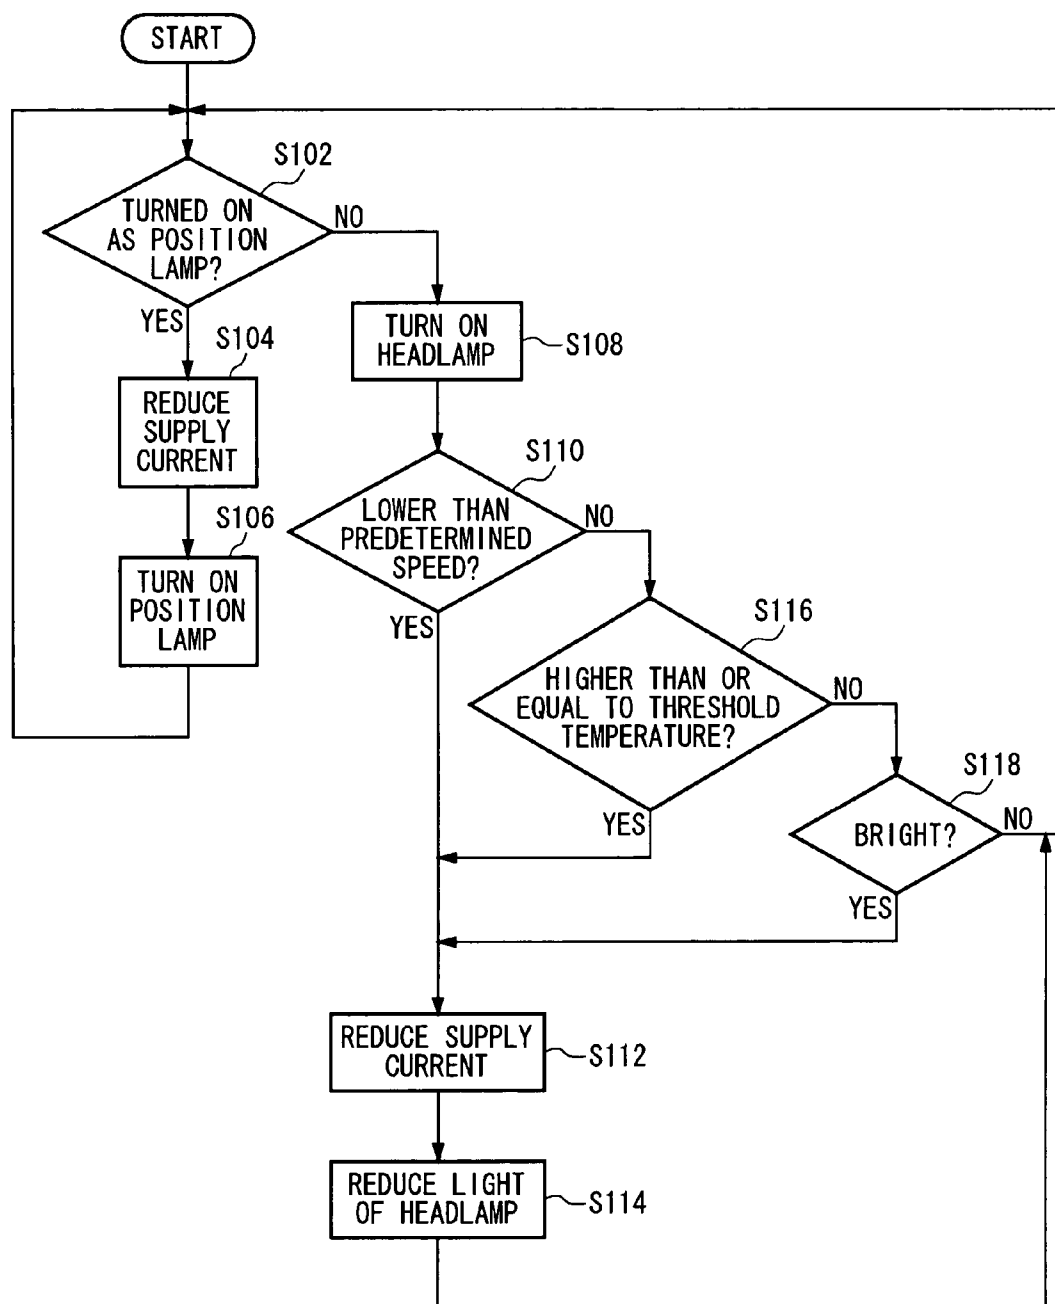 START
S102
TURNED ON
AS POSITION
LAMP?
NO
YES
S104
REDUCE
SUPPLY
CURRENT
S106
TURN ON
POSITION
LAMP
TURN ON
HEADLAMP
S108
S110
LOWER THAN
PREDETERMINED
SPEED?
NO
YES
S116
HIGHER THAN OR
EQUAL TO THRESHOLD
TEMPERATURE?
NO
YES
S118
BRIGHT?
NO
YES
REDUCE SUPPLY
CURRENT
S112
REDUCE LIGHT
OF HEADLAMP
S114